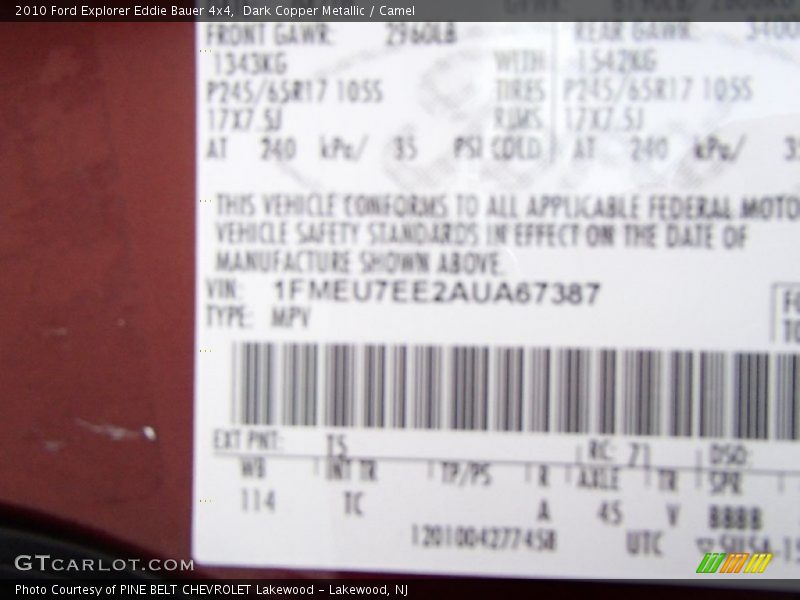 2010 Ford Explorer Eddie Bauer 4x4, Dark Copper Metallic / Camel
FRONT GAWR: 2960LB REAR GAWR:
1343KG WITH 1542KG
P245/65R17 105S TIRES P245/65R17 105S
17X7.5J RIMS 17X7.5J
AT 240 kPa/ 35 PSI COLD AT 240 kPa/
THIS VEHICLE CONFORMS TO ALL APPLICABLE FEDERAL MOTO
VEHICLE SAFETY STANDARDS IN EFFECT ON THE DATE OF
MANUFACTURE SHOWN ABOVE.
VIN: 1FMEU7EE2AUA67387
TYPE: MPV
EXT PNT: T5 RC: 71 DSO:
WB INT TR TP/PS R AXLE TR SPR
114 TC A 45 V BBBB
1201004277458 UTC
GTCARLOT.COM
Photo Courtesy of PINE BELT CHEVROLET Lakewood - Lakewood, NJ